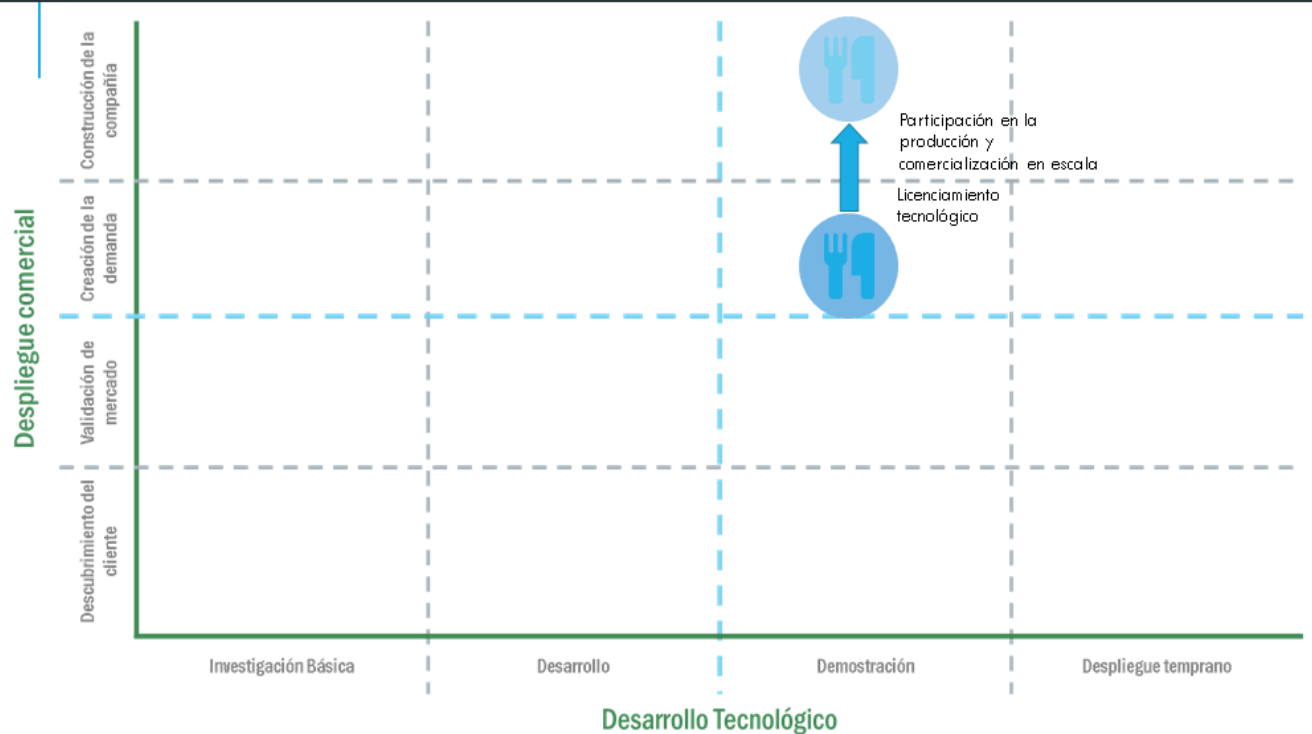 Despliegue comercial
Construcción de la
compañía
Creación de la
demanda
Validación de
mercado
Descubrimiento del
cliente
Participación en la
producción y
comercialización en escala
Licenciamiento
tecnológico
Investigación Básica
Desarrollo
Demostración
Despliegue temprano
Desarrollo Tecnológico